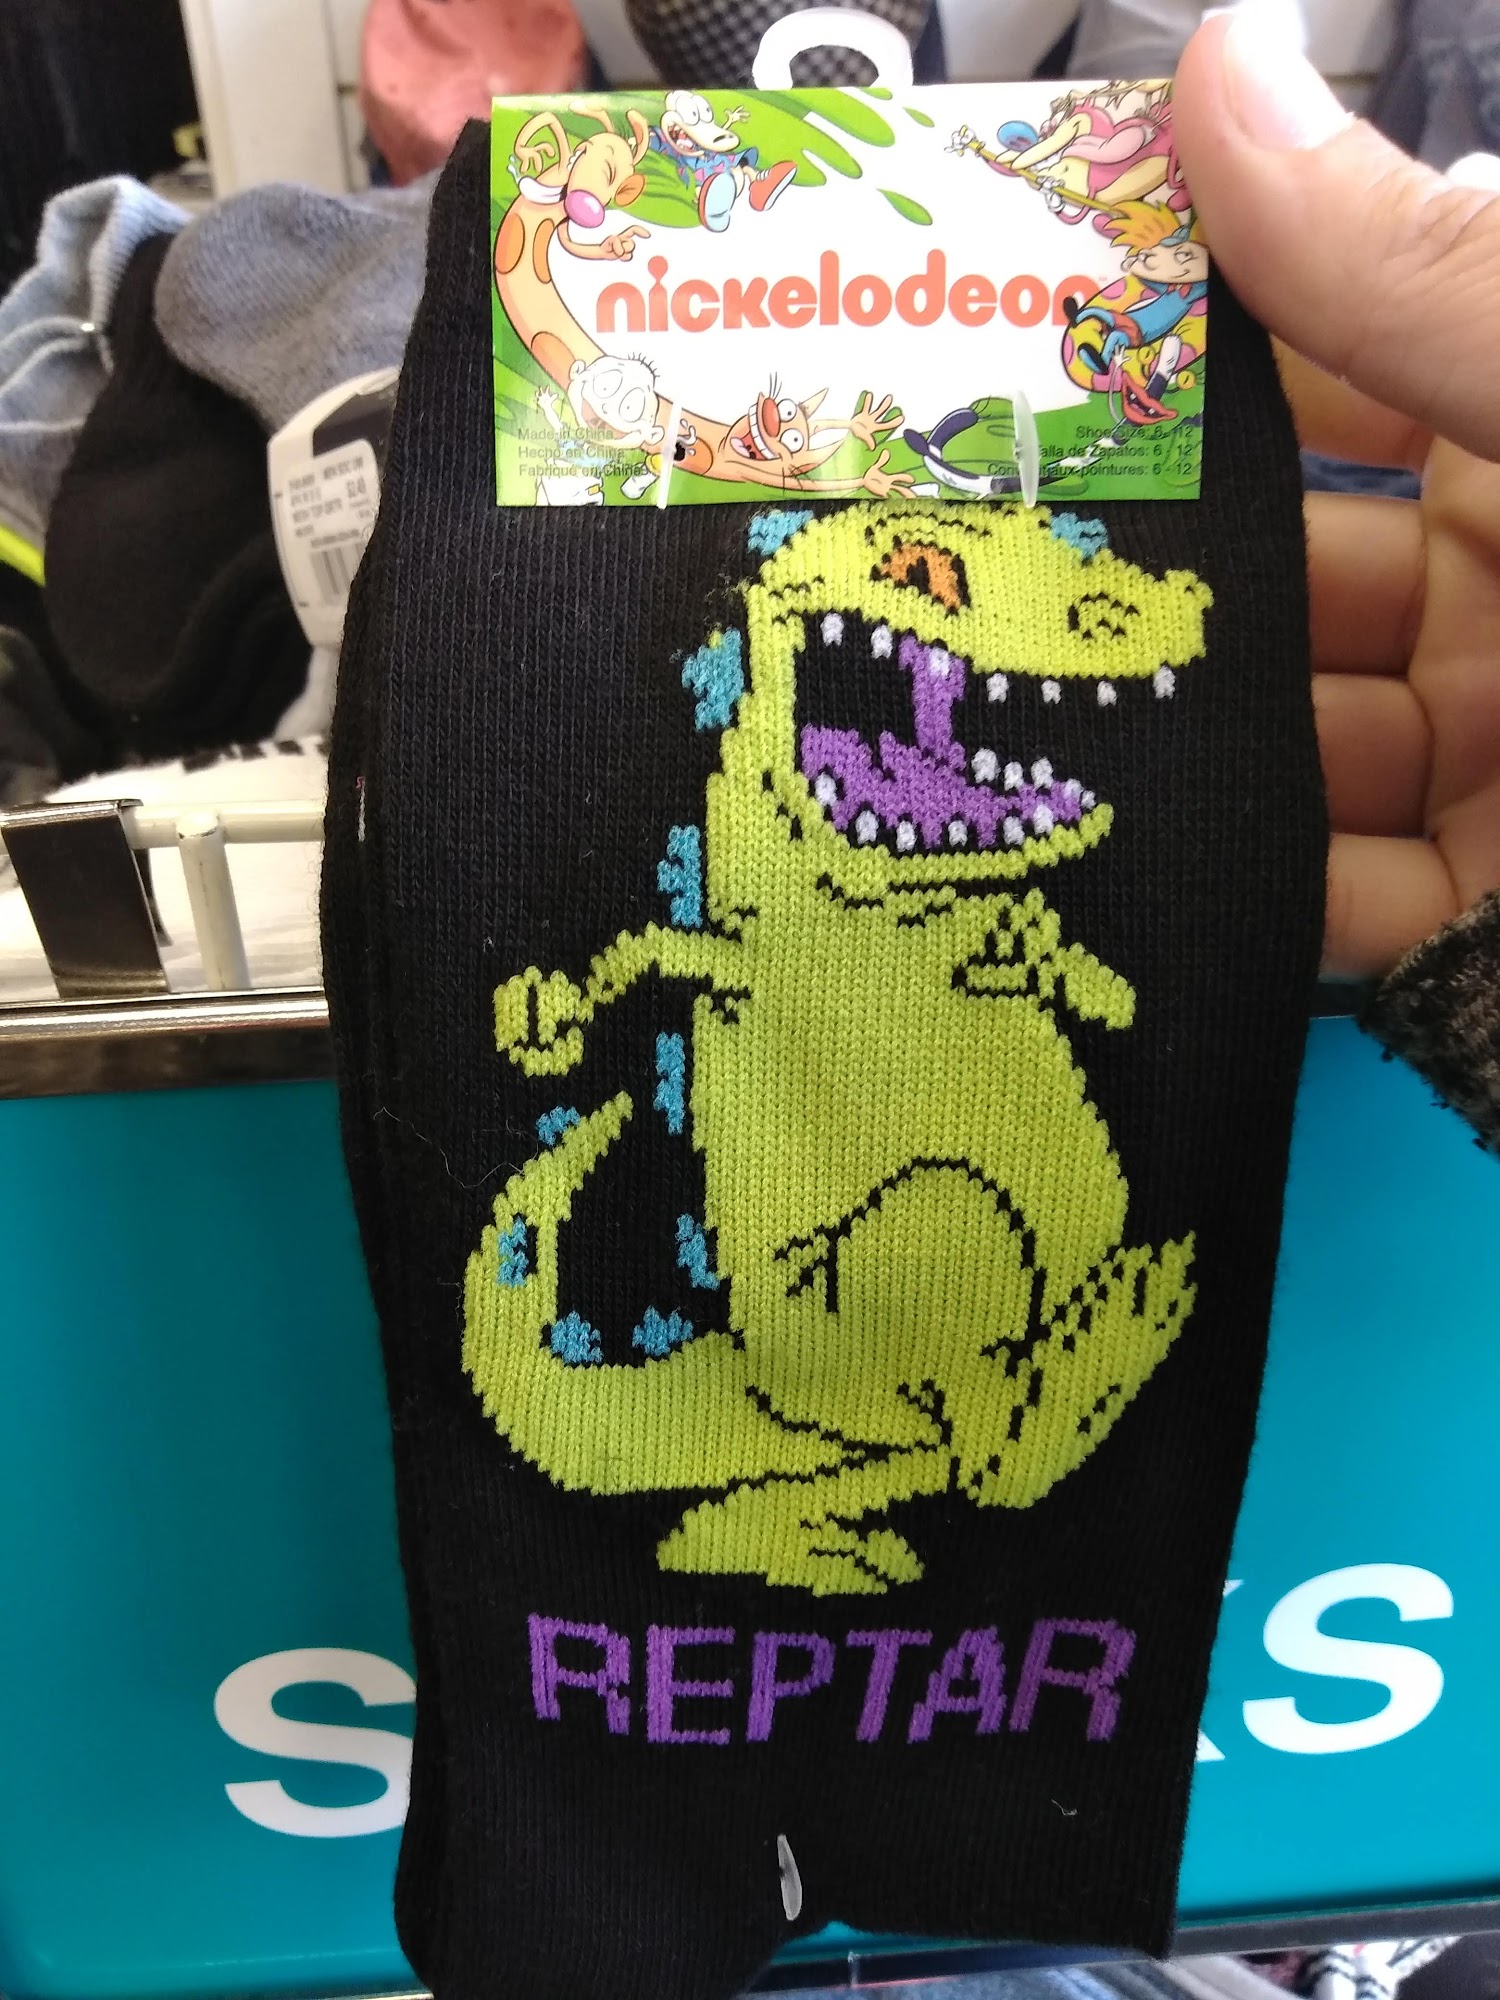 nickelodeon
Made in China
Hecho en China
Fabriqué en Chine
Shoe Size: 6 - 12
Talla de Zapatos: 6 - 12
6 - 12
REPTAR
S KS